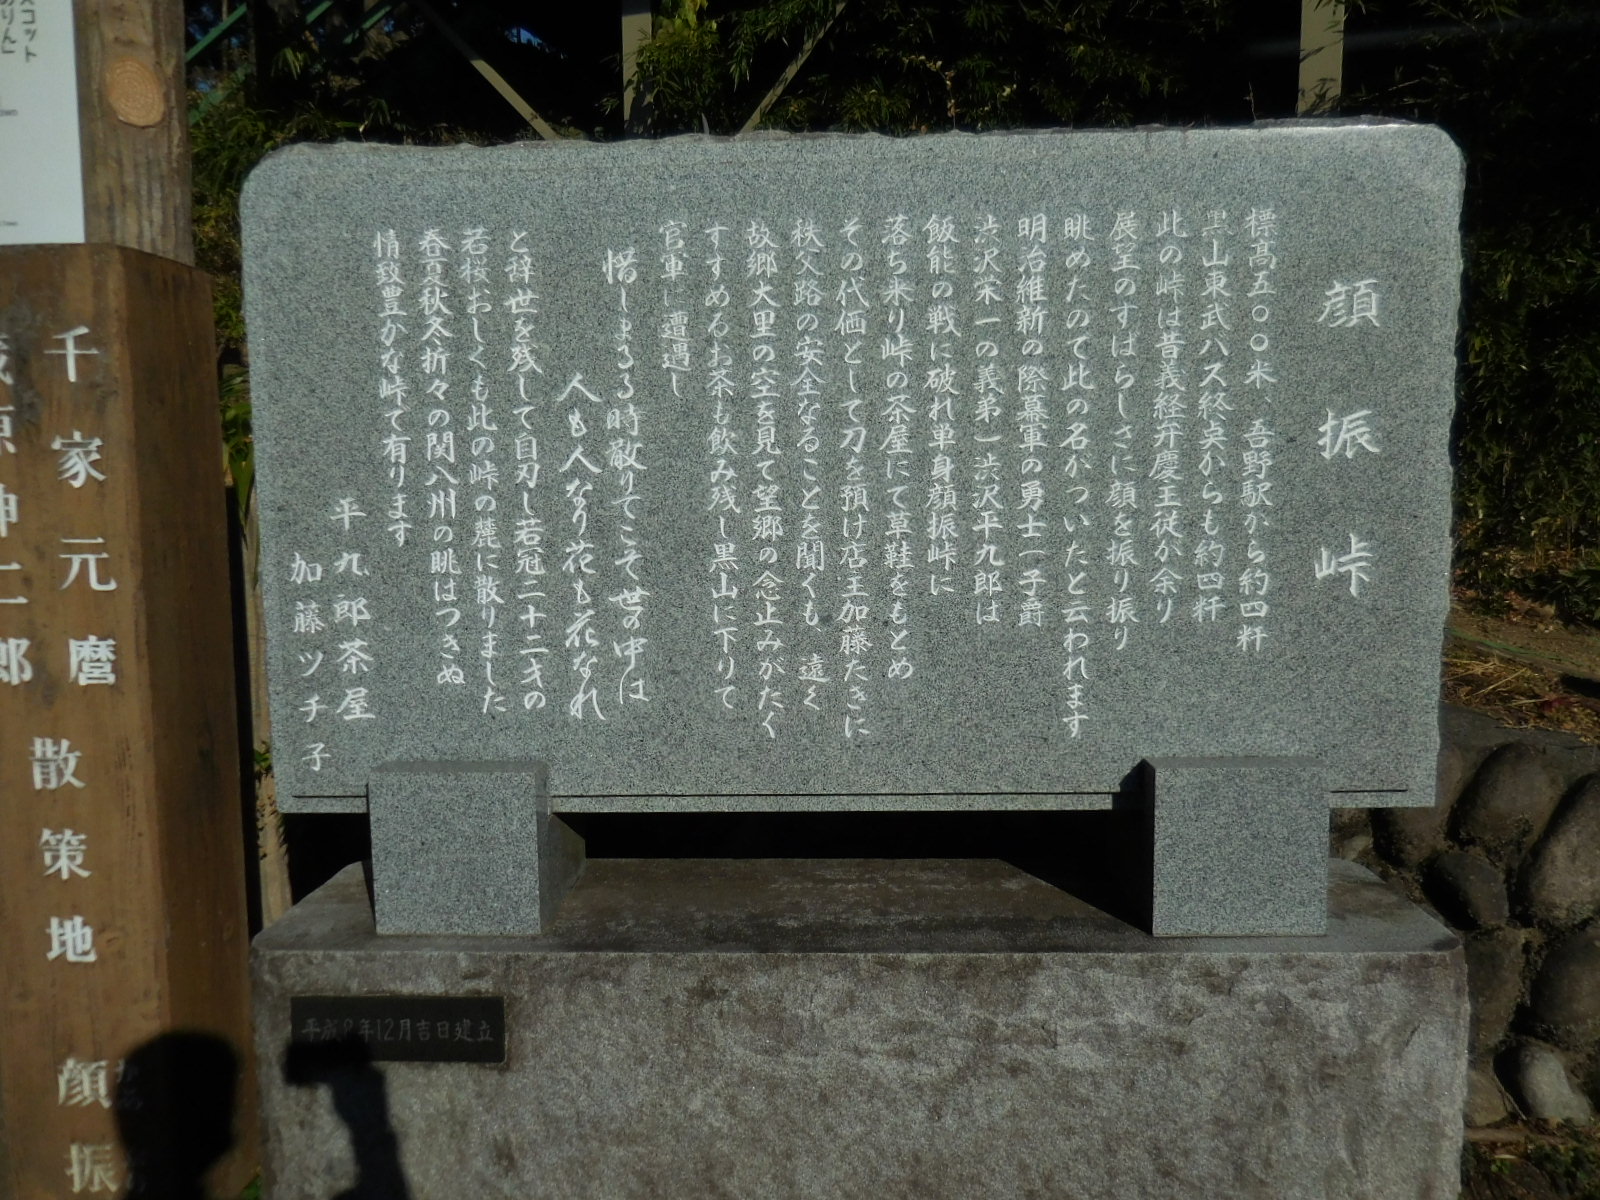 顔振峠
標高五〇〇米、吾野駅から約四粁
黒山東武バス終点からも約四粁
此の峠は昔義経弁慶主従が余り
展望のすばらしさに顔を振り振り
眺めたので此の名がついたと云われます
明治維新の際幕軍の勇士(子爵
渋沢栄一の義弟)渋沢平九郎は
飯能の戦に破れ単身顔振峠に
落ち来り峠の茶屋にて草鞋をもとめ
その代価として刀を預け店主加藤たきに
秩父路の安全なることを聞くも、遠く
故郷大里の空を見て望郷の念止みがたく
すすめるお茶も飲み残し黒山に下りて
官軍に遭遇し
惜しまるる時散りてこそ世の中は
人も人なり花も花なれ
と辞世を残して自刃し若冠二十二才の
若桜おしくも此の峠の麓に散りました
春夏秋冬折々の関八州の眺はつきぬ
情致豊かな峠で有ります
平九郎茶屋
加藤ツチ子
平成9年12月吉日建立
千家元麿
散策地
顔振